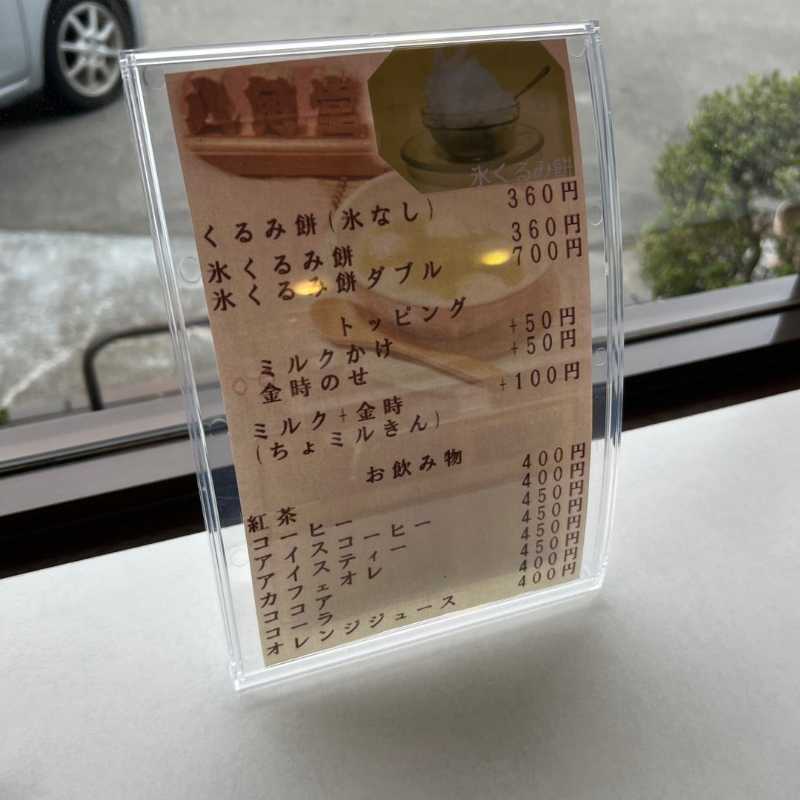 氷くるみ餅
くるみ餅(氷なし) 360円
氷くるみ餅 360円
氷くるみ餅ダブル 700円
トッピング
ミルクかけ +50円
金時のせ +50円
ミルク+金時 +100円
(ちょミルきん)
お飲み物
紅茶 400円
コーヒー 400円
アイスコーヒー 450円
アイスティー 450円
カフェオレ 450円
ココア 450円
コーラ 400円
オレンジジュース 400円